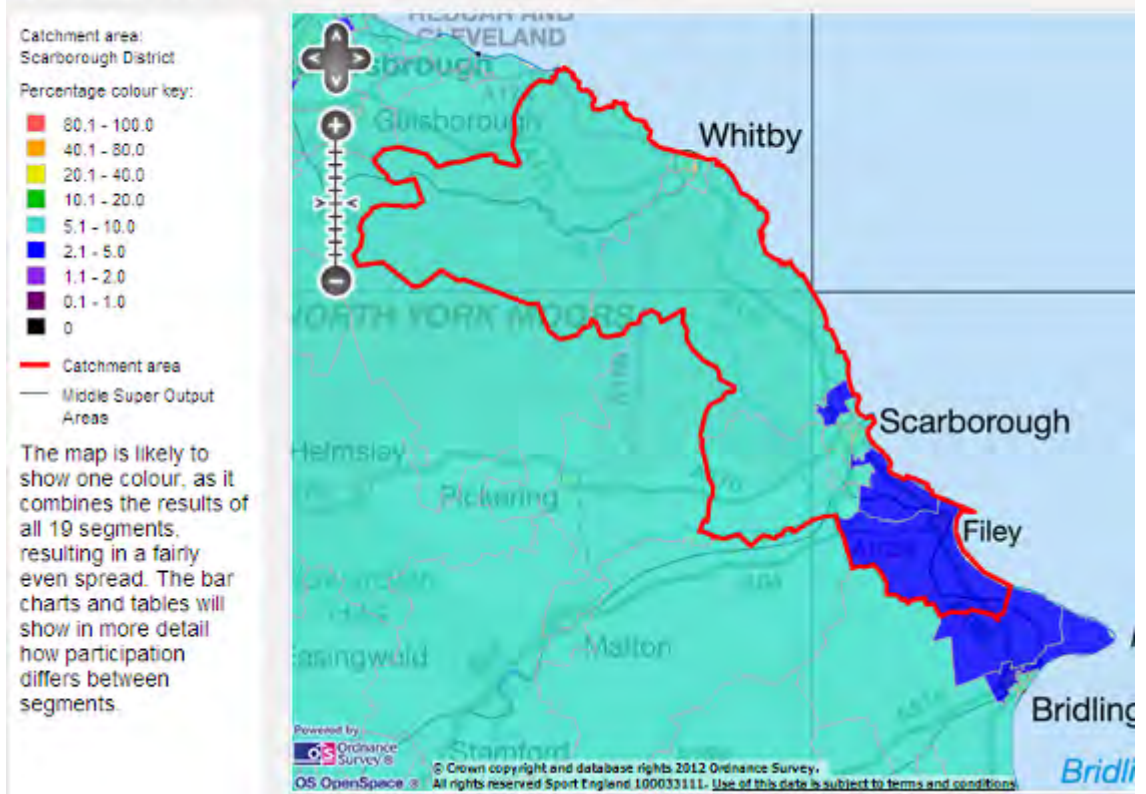 Catchment area:
Scarborough District
Percentage colour key:
80.1 - 100.0
40.1 - 80.0
20.1 - 40.0
10.1 - 20.0
5.1 - 10.0
2.1 - 5.0
1.1 - 2.0
0.1 - 1.0
0
Catchment area
Middle Super Output
Areas
The map is likely to
show one colour, as it
combines the results of
all 19 segments,
resulting in a fairly
even spread. The bar
charts and tables will
show in more detail
how participation
differs between
segments.
REDCAR AND
CLEVELAND
sbrough
Guisborough
Whitby
NORTH YORK MOORS
Scarborough
Helmsley
Pickering
Filey
Malton
Easingwold
Bridling
Stamford
Bridli
Powered by
OS Ordnance
Survey ®
OS OpenSpace ®
© Crown copyright and database rights 2012 Ordnance Survey.
All rights reserved Sport England 100033111. Use of this data is subject to terms and conditions.